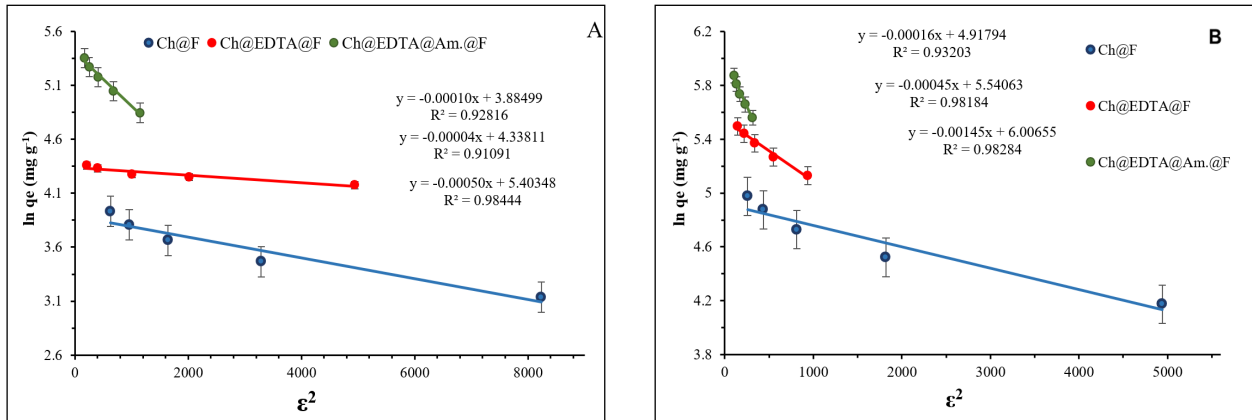 A
Ch@F Ch@EDTA@F Ch@EDTA@Am.@F
y = -0.00010x + 3.88499
R² = 0.92816
y = -0.00004x + 4.33811
R² = 0.91091
y = -0.00050x + 5.40348
R² = 0.98444
ln qe (mg g⁻¹)
5.6
5.1
4.6
4.1
3.6
3.1
2.6
0 2000 4000 6000 8000
ε²
B
y = -0.00016x + 4.91794
R² = 0.93203
y = -0.00045x + 5.54063
R² = 0.98184
y = -0.00145x + 6.00655
R² = 0.98284
Ch@F
Ch@EDTA@F
Ch@EDTA@Am.@F
ln qe (mg g⁻¹)
6.2
5.8
5.4
5
4.6
4.2
3.8
0 1000 2000 3000 4000 5000
ε²